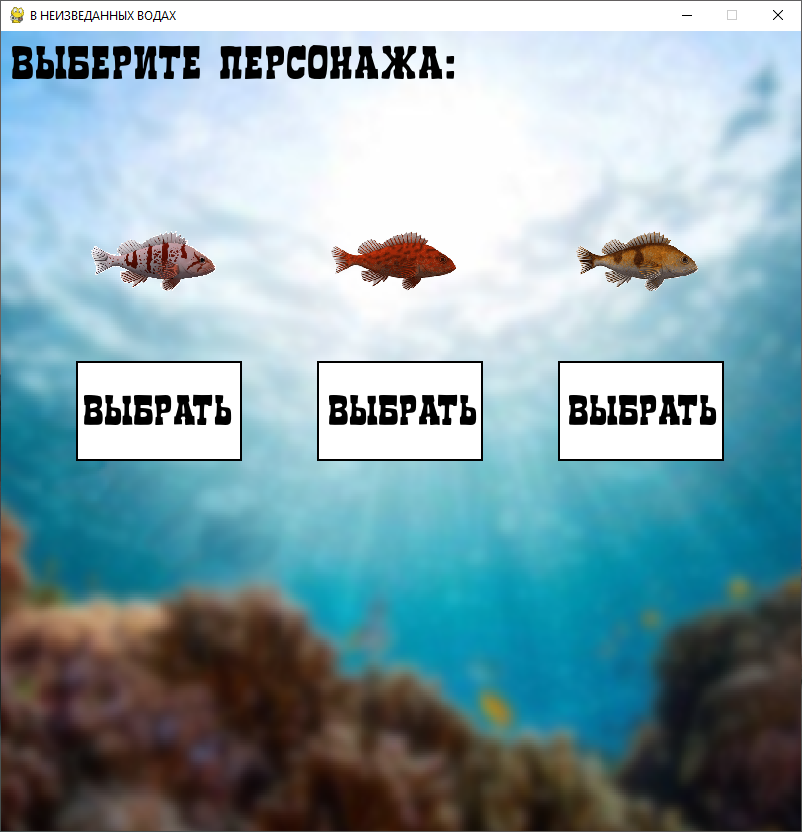 В НЕИЗВЕДАННЫХ ВОДАХ
ВЫБЕРИТЕ ПЕРСОНАЖА:
ВЫБРАТЬ ВЫБРАТЬ ВЫБРАТЬ